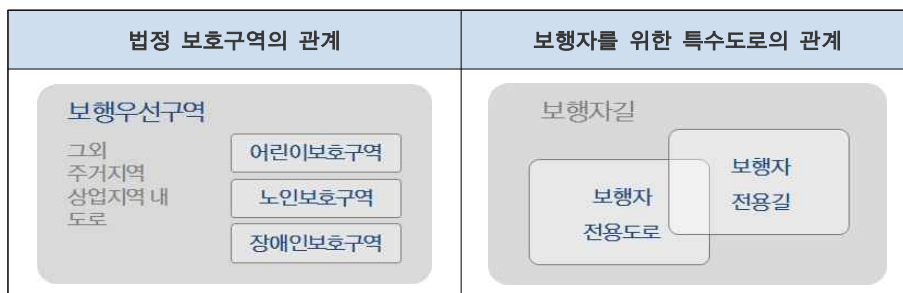 법정 보호구역의 관계
보행자를 위한 특수도로의 관계
보행우선구역
그외
주거지역
상업지역 내
도로
어린이보호구역
노인보호구역
장애인보호구역
보행자길
보행자
전용도로
보행자
전용길